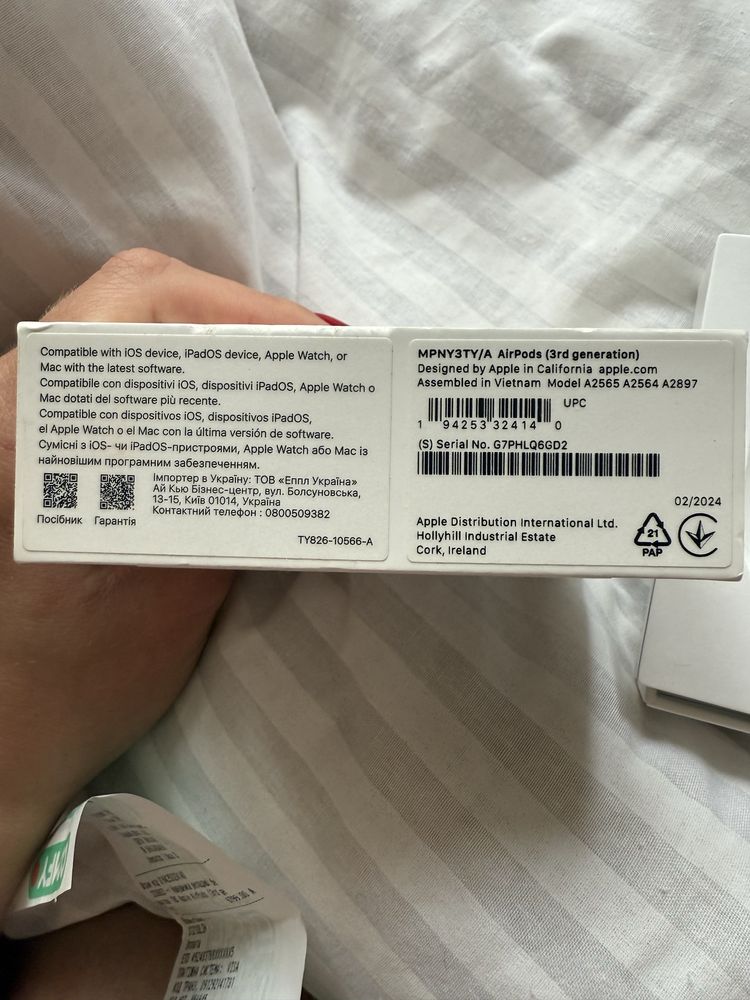 Compatible with iOS device, iPadOS device, Apple Watch, or
Mac with the latest software.
Compatibile con dispositivi iOS, dispositivi iPadOS, Apple Watch o
Mac dotati del software più recente.
Compatible con dispositivos iOS, dispositivos iPadOS,
el Apple Watch o el Mac con la última versión de software.
Сумісні з iOS- чи iPadOS-пристроями, Apple Watch або Mac із
найновішим програмним забезпеченням.
Імпортер в Україну: ТОВ «Еппл Україна»
Ай Кью Бізнес-центр, вул. Болсуновська,
13-15, Київ 01014, Україна
Контактний телефон : 0800509382
Посібник Гарантія
TY826-10566-A
MPNY3TY/A AirPods (3rd generation)
Designed by Apple in California apple.com
Assembled in Vietnam Model A2565 A2564 A2897
UPC
1 94253 32414 0
(S) Serial No. G7PHLQ6GD2
02/2024
Apple Distribution International Ltd.
Hollyhill Industrial Estate
Cork, Ireland
21
PAP